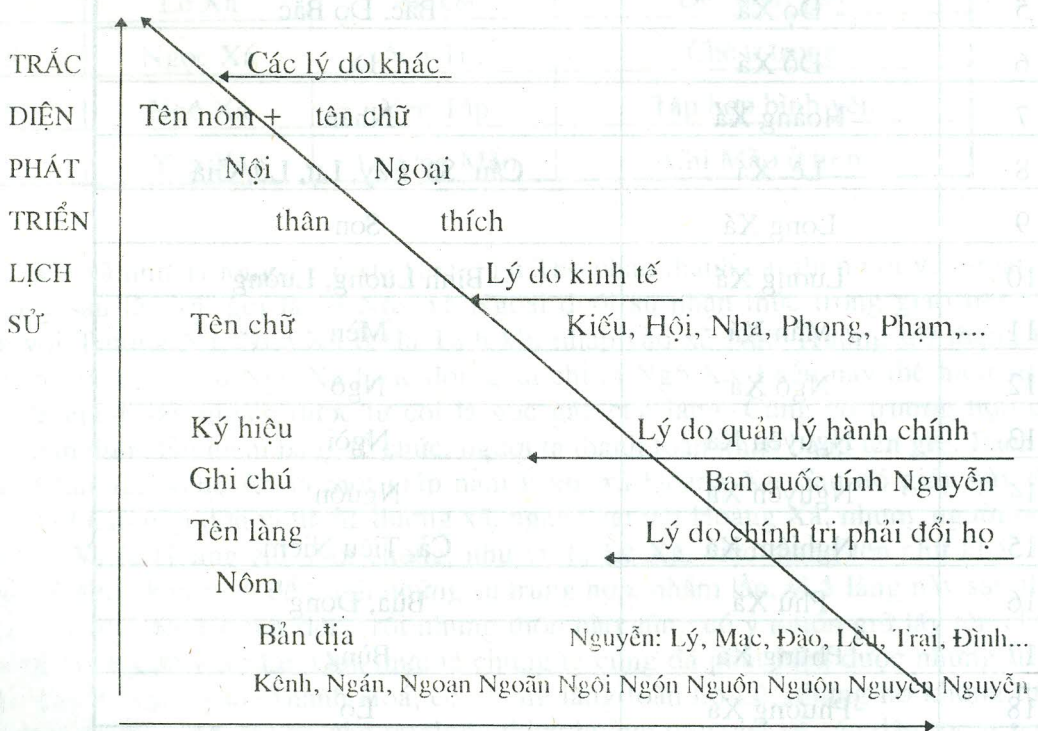 TRẮC Các lý do khác
DIỆN Tên nôm + tên chữ
PHÁT Nội Ngoại
TRIỂN thân thích
LỊCH Lý do kinh tế
SỬ Tên chữ Kiếu, Hội, Nha, Phong, Phạm,...
Ký hiệu Lý do quản lý hành chính
Ghi chú Ban quốc tính Nguyễn
Tên làng Lý do chính trị phải đổi họ
Nôm
Bản địa Nguyễn: Lý, Mạc, Đào, Lều, Trại, Đình...
Kênh, Ngán, Ngoạn Ngoãn Ngôi Ngón Nguồn Nguộn Nguyên Nguyễn